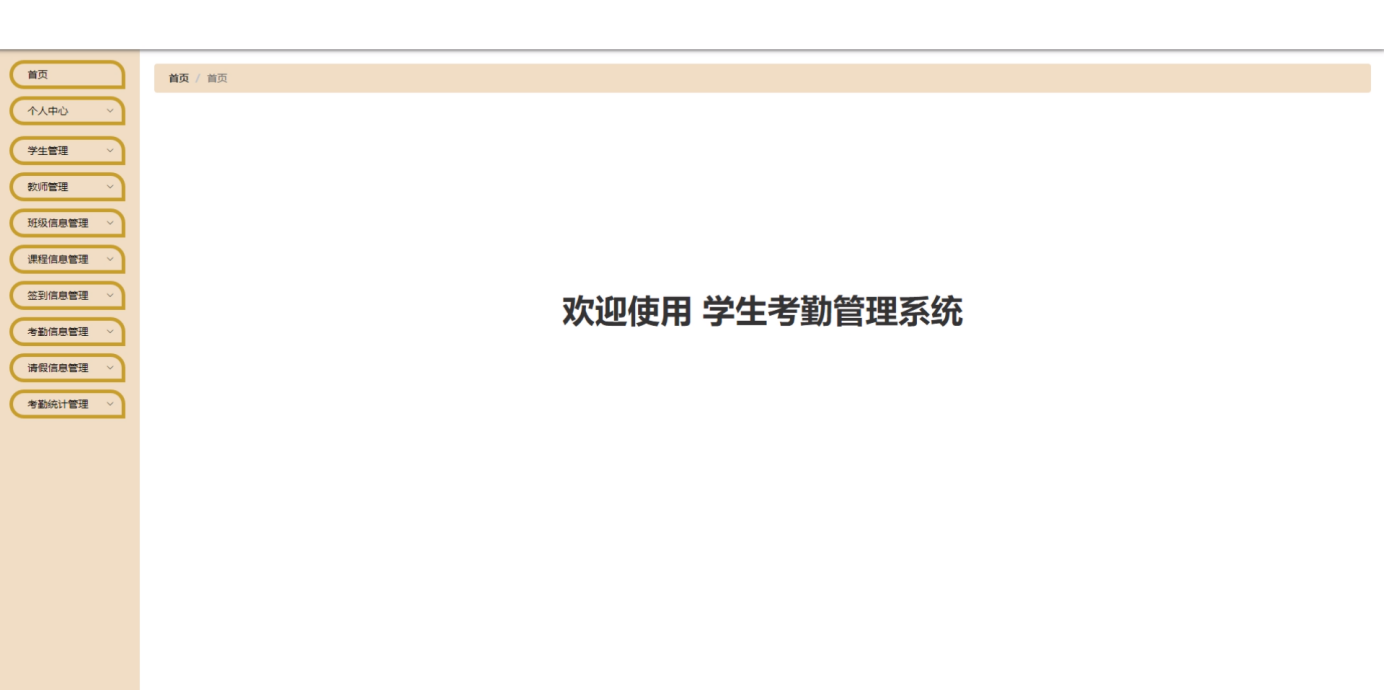 首页
个人中心
学生管理
教师管理
班级信息管理
课程信息管理
签到信息管理
考勤信息管理
请假信息管理
考勤统计管理
首页 / 首页
欢迎使用 学生考勤管理系统